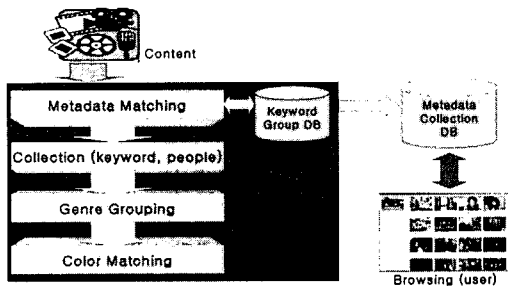 Content
Metadata Matching
Keyword
Group DB
Metadata
Collection
DB
Collection (keyword, people)
Genre Grouping
Color Matching
Browsing (user)